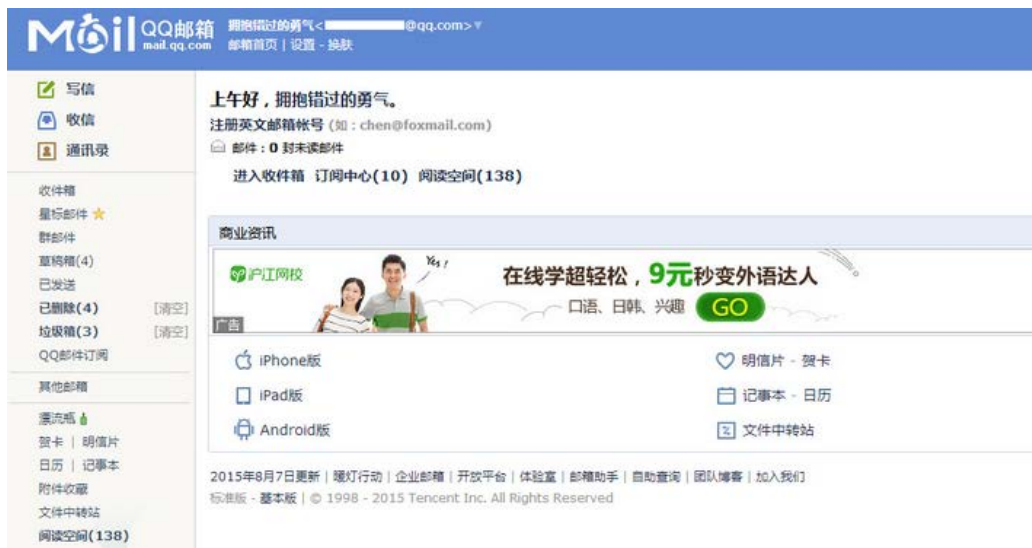 Mail QQ邮箱 mail.qq.com
拥抱错过的勇气< @qq.com>
邮箱首页 | 设置 - 换肤
写信
收信
通讯录
收件箱
星标邮件
群邮件
草稿箱(4)
已发送
已删除(4) [清空]
垃圾箱(3) [清空]
QQ邮件订阅
其他邮箱
漂流瓶
贺卡 | 明信片
日历 | 记事本
附件收藏
文件中转站
阅读空间(138)
上午好，拥抱错过的勇气。
注册英文邮箱帐号 (如：chen@foxmail.com)
邮件：0 封未读邮件
进入收件箱 订阅中心(10) 阅读空间(138)
商业资讯
沪江网校
Yes!
在线学超轻松，9元秒变外语达人
口语、日韩、兴趣 GO
广告
iPhone版
明信片 - 贺卡
iPad版
记事本 - 日历
Android版
文件中转站
2015年8月7日更新 | 暖灯行动 | 企业邮箱 | 开放平台 | 体验室 | 邮箱助手 | 自助查询 | 团队博客 | 加入我们
标准版 - 基本版 | © 1998 - 2015 Tencent Inc. All Rights Reserved